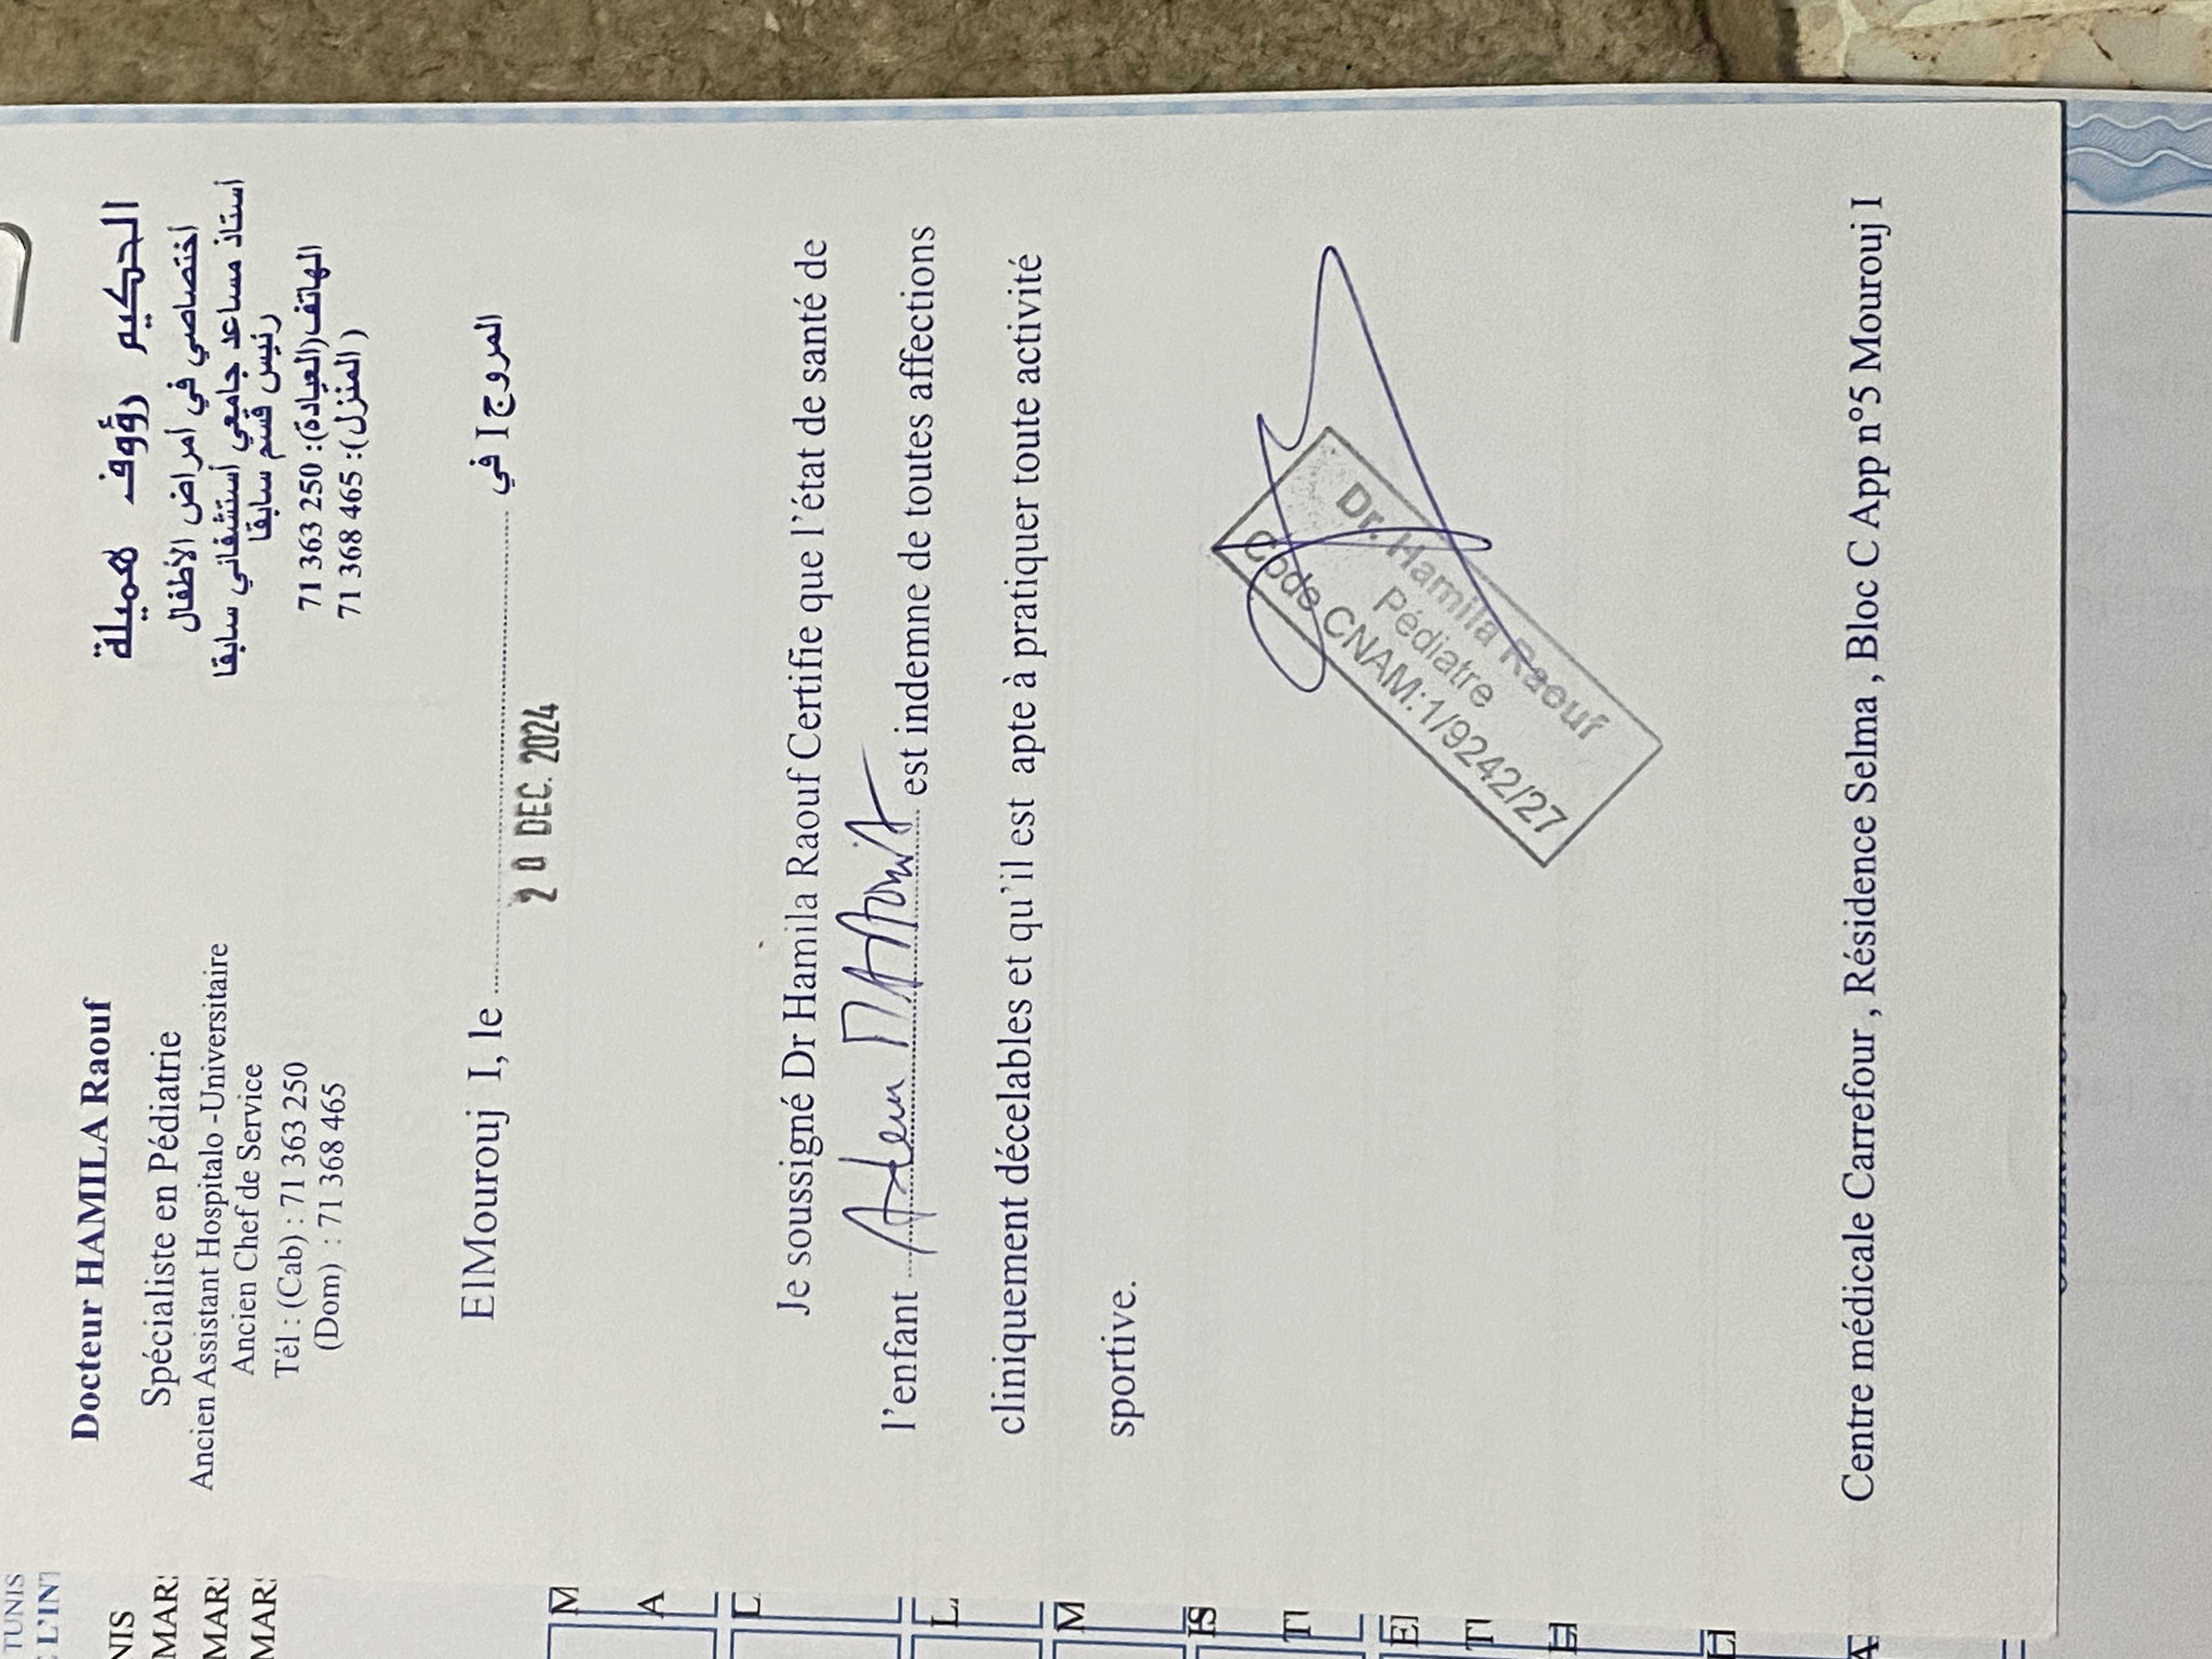 Docteur HAMILA Raouf
Spécialiste en Pédiatrie
Ancien Assistant Hospitalo -Universitaire
Ancien Chef de Service
Tél : (Cab) : 71 363 250
(Dom) : 71 368 465
الحكيم رؤوف هميلة
أختصاصي في أمراض الأطفال
أستاذ مساعد جامعي أستشفائي سابقا
رئيس قسم سابقا
الهاتف(العيادة): 250 363 71
(المنزل): 465 368 71
ElMourouj I, le
المروج I في
20 DEC. 2024
Je soussigné Dr Hamila Raouf Certifie que l'état de santé de
l'enfant est indemne de toutes affections
cliniquement décelables et qu'il est apte à pratiquer toute activité
sportive.
Dr. Hamila Raouf
Pédiatre
Code CNAM:1/9242/27
Centre médicale Carrefour , Résidence Selma , Bloc C App n°5 Mourouj I
TUNIS